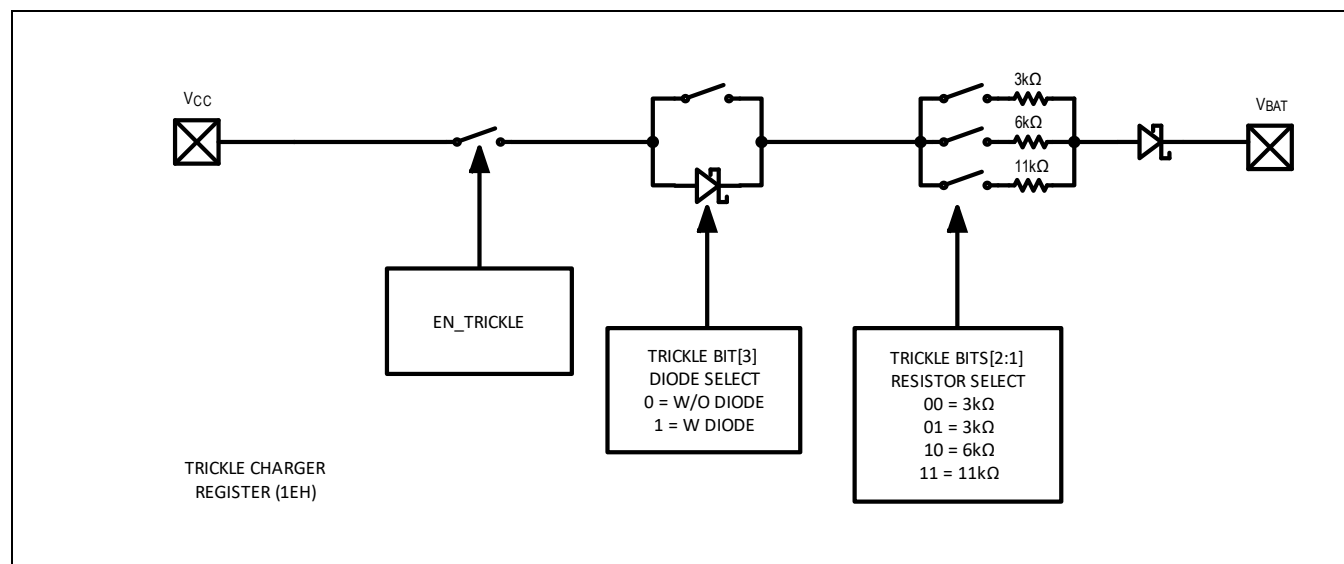 VCC
3kΩ
6kΩ
11kΩ
VBAT
EN_TRICKLE
TRICKLE BIT[3]
DIODE SELECT
0 = W/O DIODE
1 = W DIODE
TRICKLE BITS[2:1]
RESISTOR SELECT
00 = 3kΩ
01 = 3kΩ
10 = 6kΩ
11 = 11kΩ
TRICKLE CHARGER
REGISTER (1EH)